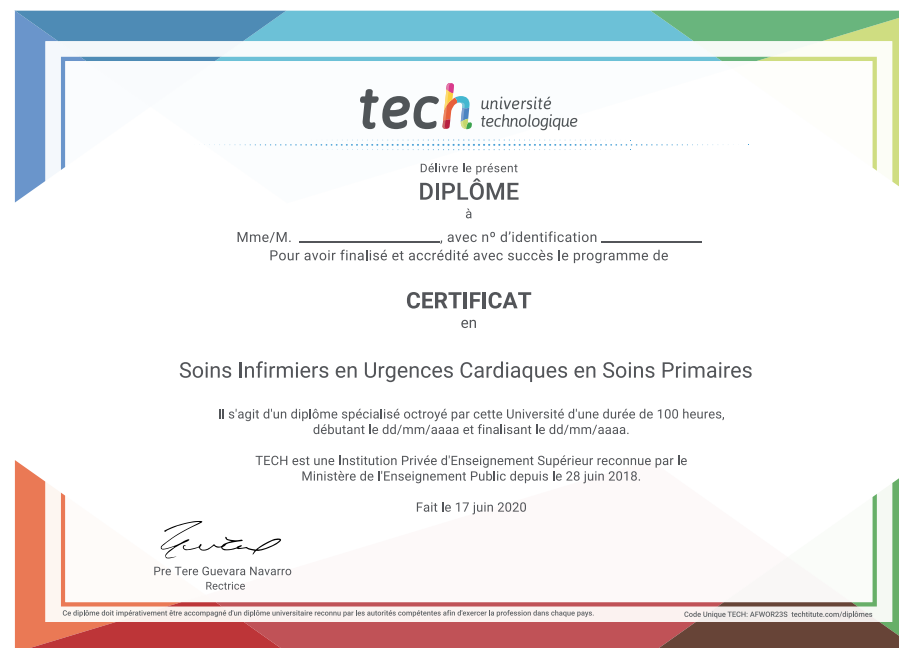 tech université
technologique
Délivre le présent
DIPLÔME
à
Mme/M. ____________________, avec nº d'identification ______________
Pour avoir finalisé et accrédité avec succès le programme de
CERTIFICAT
en
Soins Infirmiers en Urgences Cardiaques en Soins Primaires
Il s'agit d'un diplôme spécialisé octroyé par cette Université d'une durée de 100 heures,
débutant le dd/mm/aaaa et finalisant le dd/mm/aaaa.
TECH est une Institution Privée d'Enseignement Supérieur reconnue par le
Ministère de l'Enseignement Public depuis le 28 juin 2018.
Fait le 17 juin 2020
Pre Tere Guevara Navarro
Rectrice
Ce diplôme doit impérativement être accompagné d'un diplôme universitaire reconnu par les autorités compétentes afin d'exercer la profession dans chaque pays.
Code Unique TECH: AFWOR23S techtitute.com/diplômes